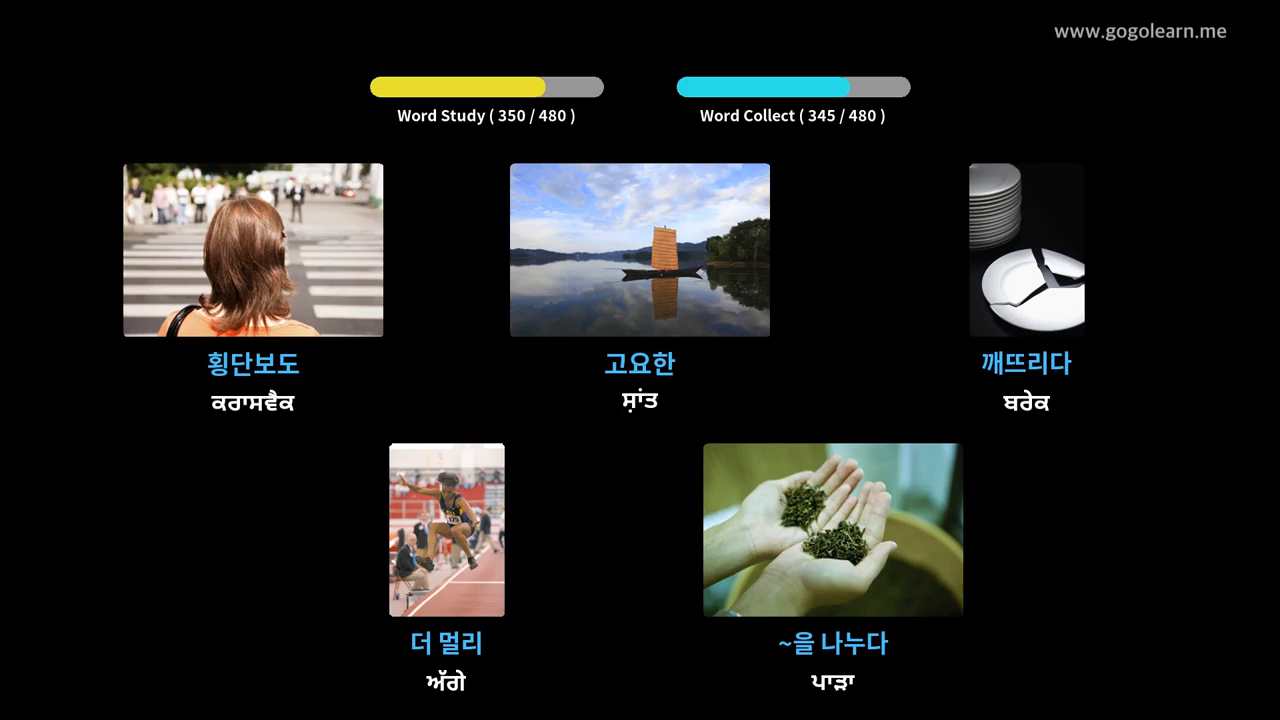 www.gogolearn.me
Word Study ( 350 / 480 )
Word Collect ( 345 / 480 )
횡단보도
ਕਰਾਸਵੈਕ
고요한
ਸ਼ਾਂਤ
깨뜨리다
ਬਰੇਕ
더 멀리
ਅੱਗੇ
~을 나누다
ਪਾੜਾ